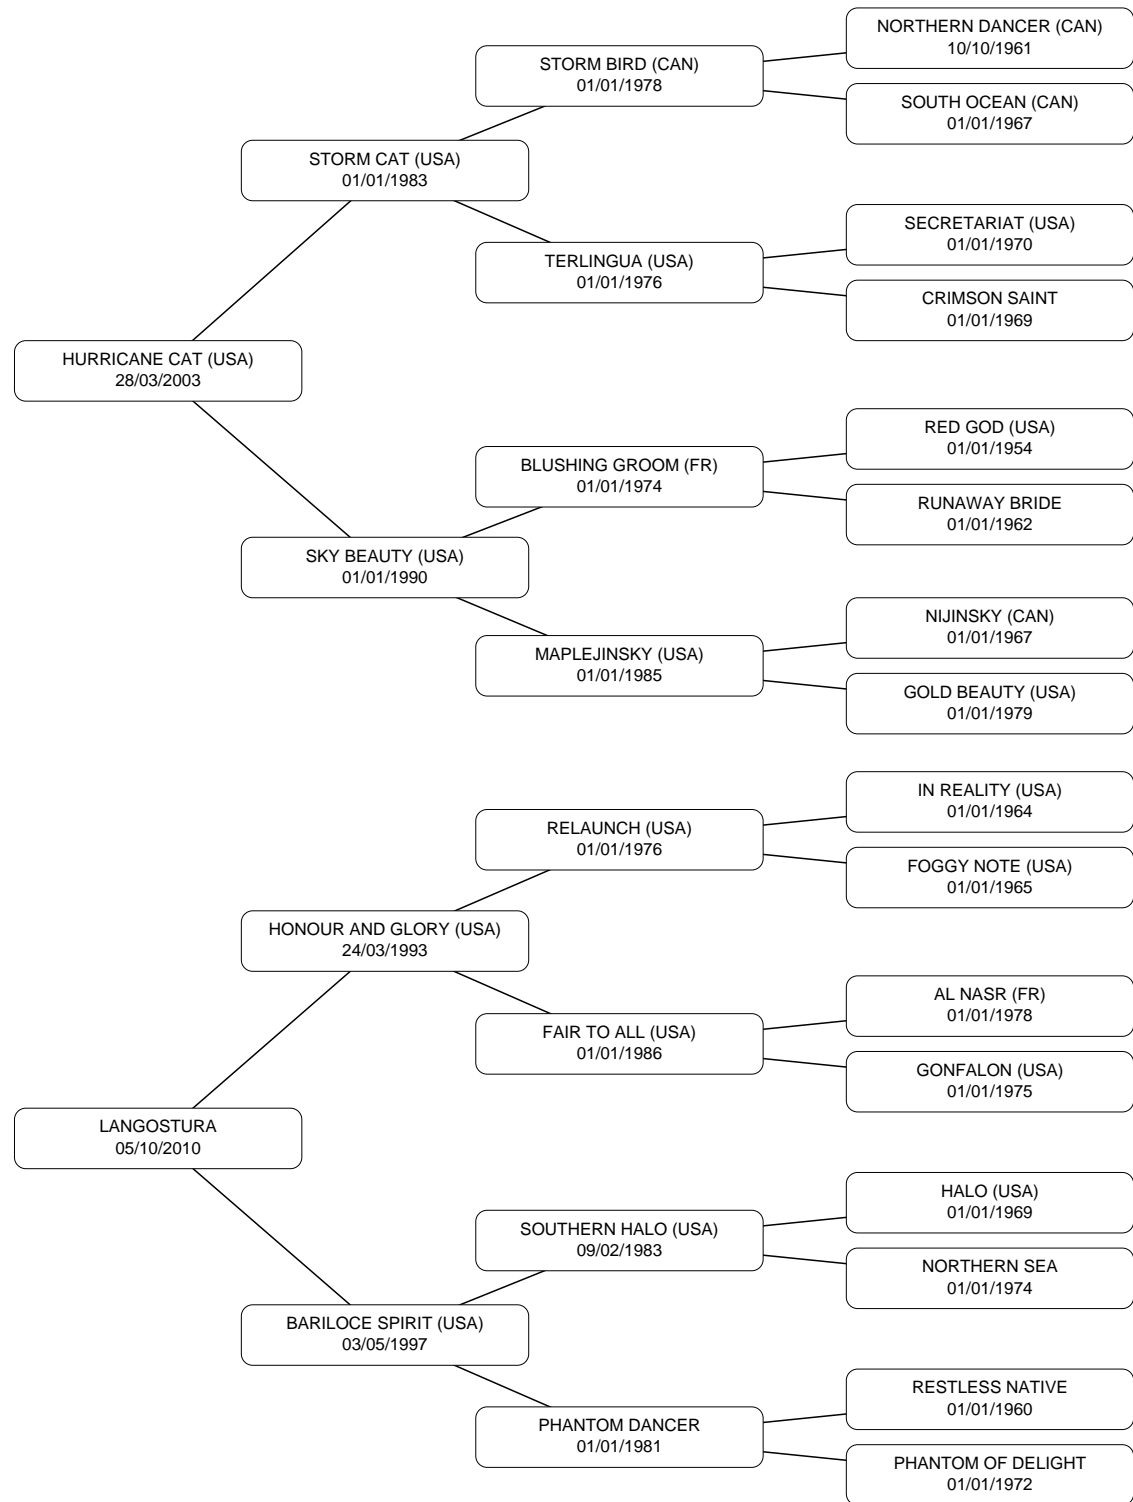 NORTHERN DANCER (CAN)
10/10/1961
STORM BIRD (CAN)
01/01/1978
SOUTH OCEAN (CAN)
01/01/1967
STORM CAT (USA)
01/01/1983
SECRETARIAT (USA)
01/01/1970
TERLINGUA (USA)
01/01/1976
CRIMSON SAINT
01/01/1969
HURRICANE CAT (USA)
28/03/2003
RED GOD (USA)
01/01/1954
BLUSHING GROOM (FR)
01/01/1974
RUNAWAY BRIDE
01/01/1962
SKY BEAUTY (USA)
01/01/1990
NIJINSKY (CAN)
01/01/1967
MAPLEJINSKY (USA)
01/01/1985
GOLD BEAUTY (USA)
01/01/1979
IN REALITY (USA)
01/01/1964
RELAUNCH (USA)
01/01/1976
FOGGY NOTE (USA)
01/01/1965
HONOUR AND GLORY (USA)
24/03/1993
AL NASR (FR)
01/01/1978
FAIR TO ALL (USA)
01/01/1986
GONFALON (USA)
01/01/1975
LANGOSTURA
05/10/2010
HALO (USA)
01/01/1969
SOUTHERN HALO (USA)
09/02/1983
NORTHERN SEA
01/01/1974
BARILOCE SPIRIT (USA)
03/05/1997
RESTLESS NATIVE
01/01/1960
PHANTOM DANCER
01/01/1981
PHANTOM OF DELIGHT
01/01/1972